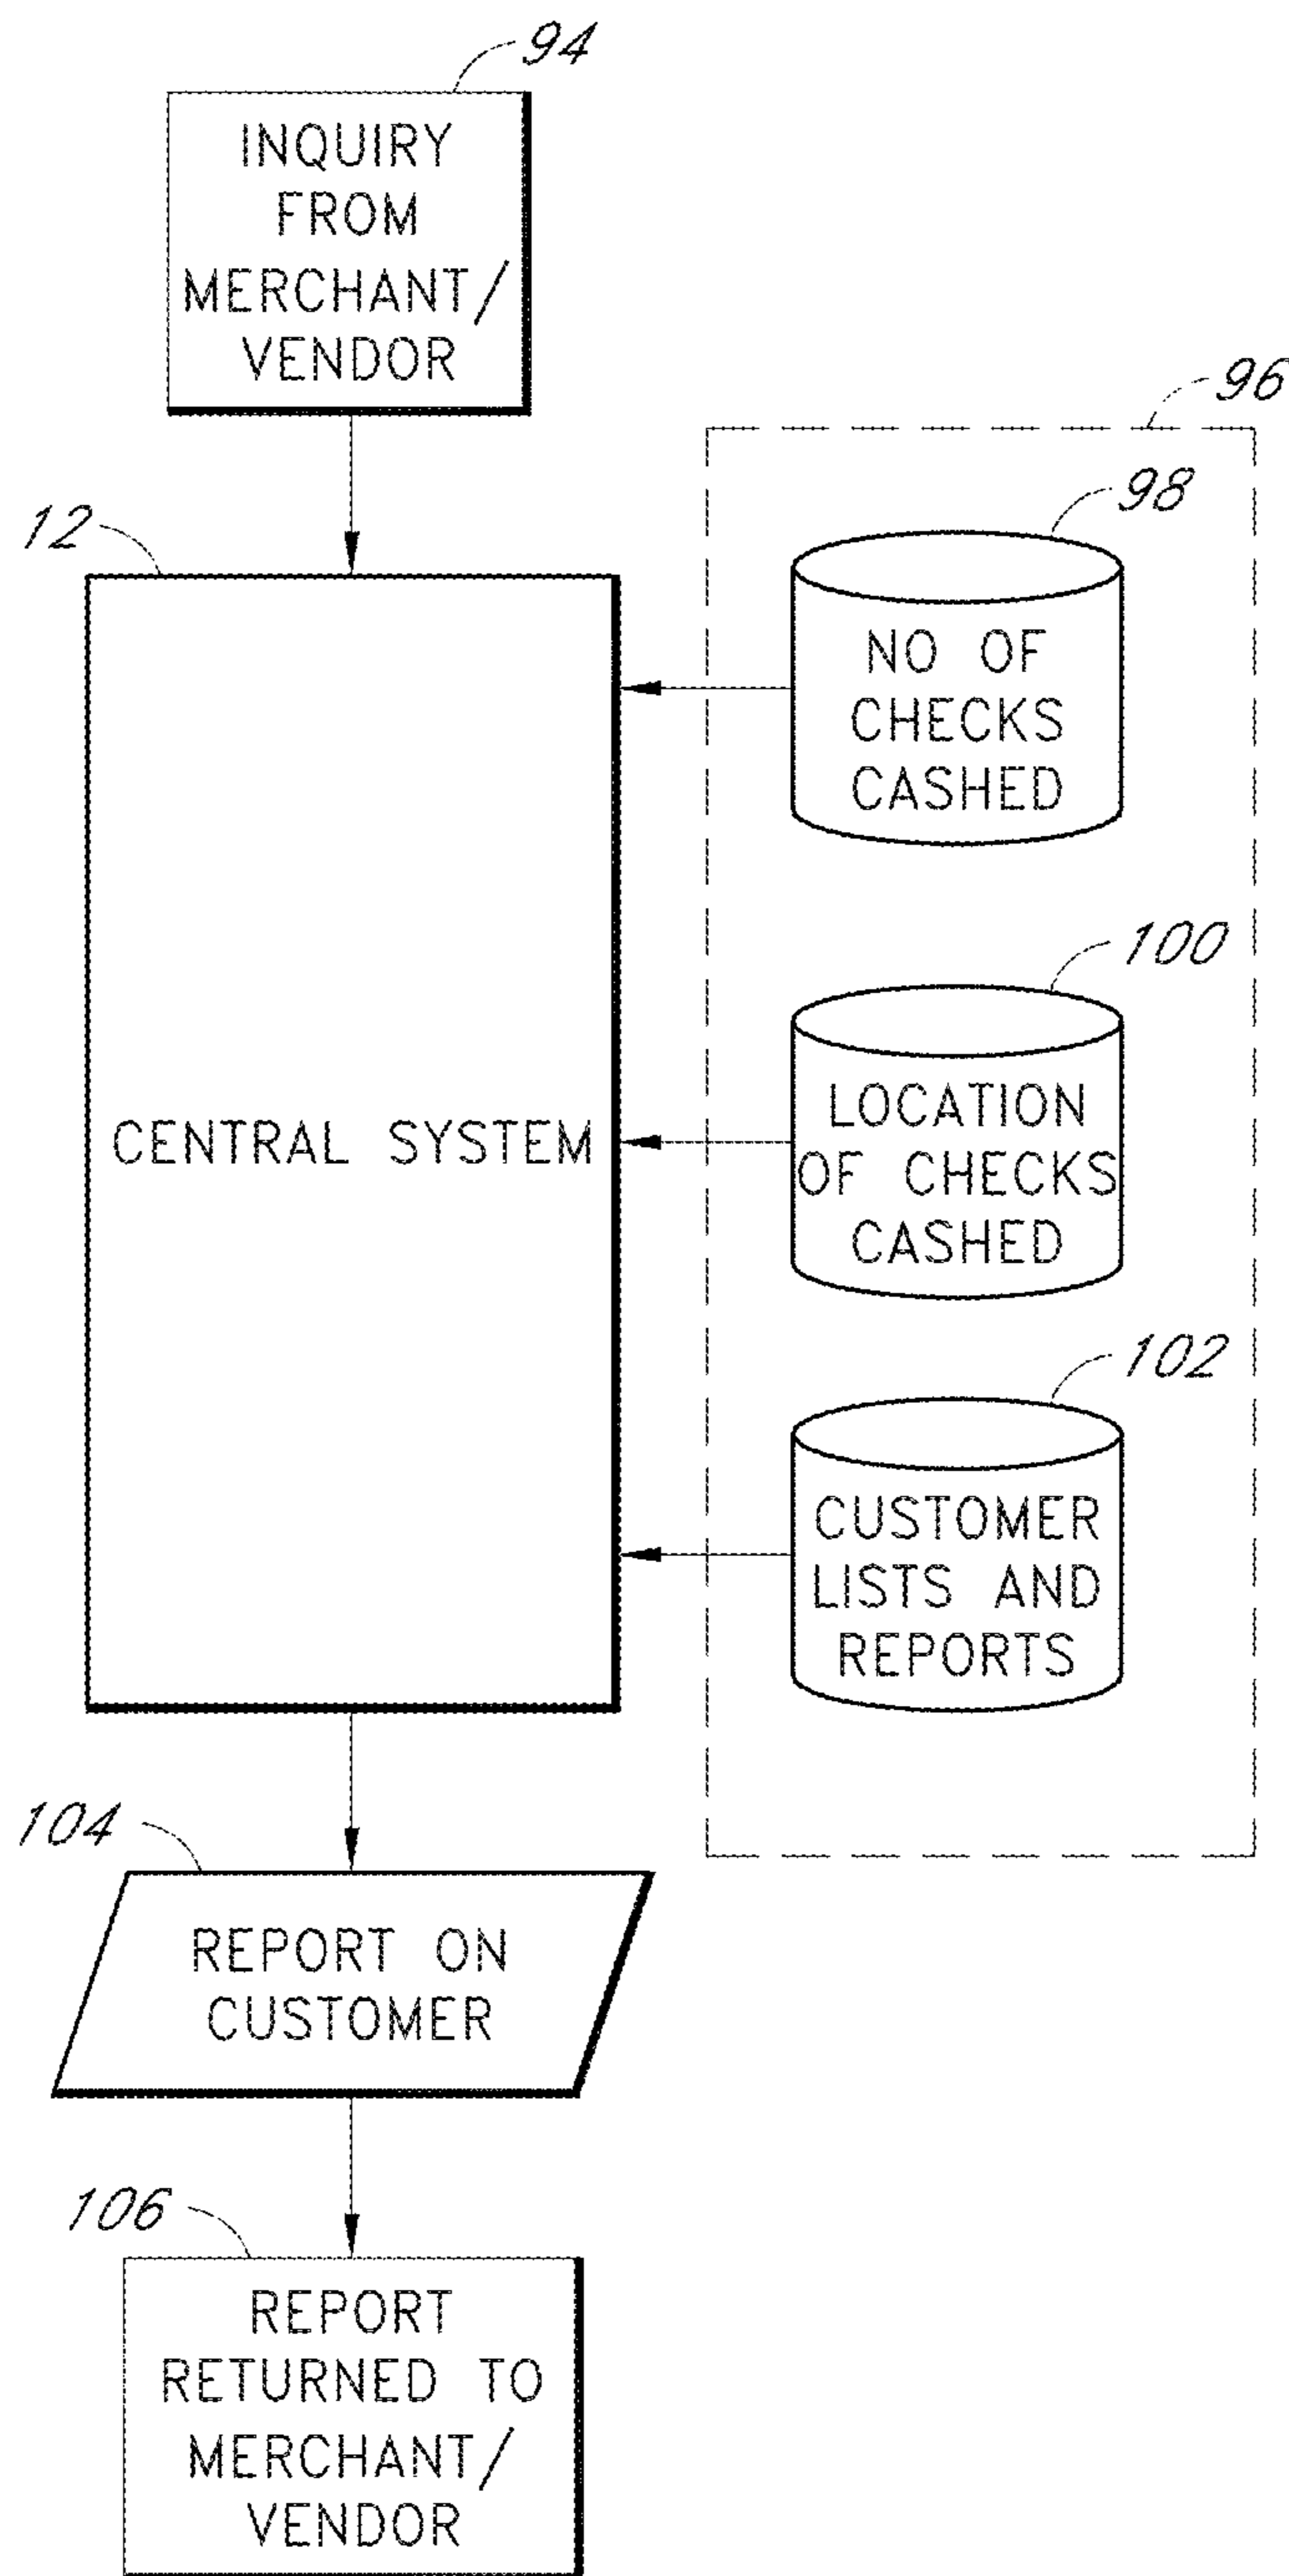 94
INQUIRY
FROM
MERCHANT/
VENDOR
96
98
12
NO OF
CHECKS
CASHED
100
LOCATION
OF CHECKS
CASHED
CENTRAL SYSTEM
102
CUSTOMER
LISTS AND
REPORTS
104
REPORT ON
CUSTOMER
106
REPORT
RETURNED TO
MERCHANT/
VENDOR